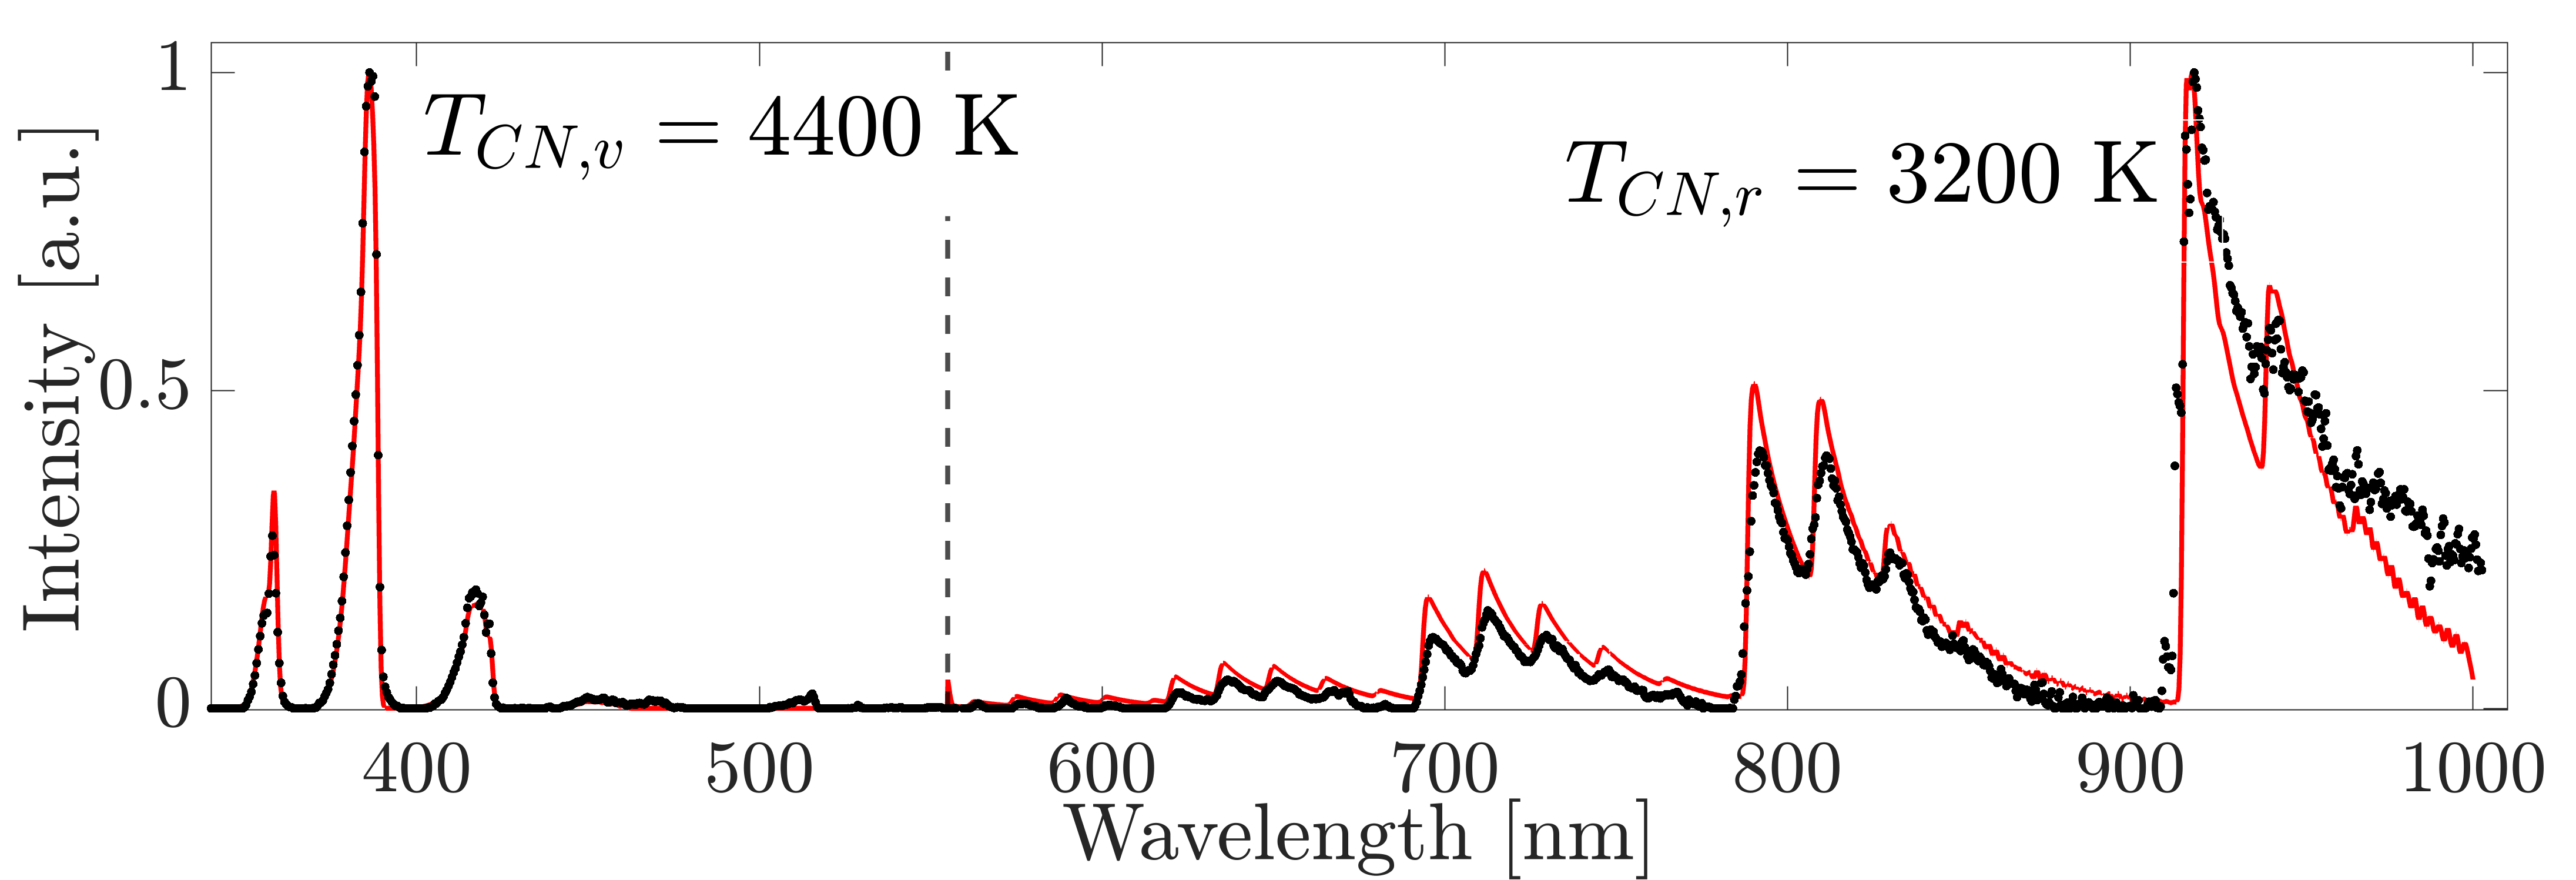 Intensity [a.u.]
1
0.5
0
T_{CN,v} = 4400 K
T_{CN,r} = 3200 K
400 500 600 700 800 900 1000
Wavelength [nm]